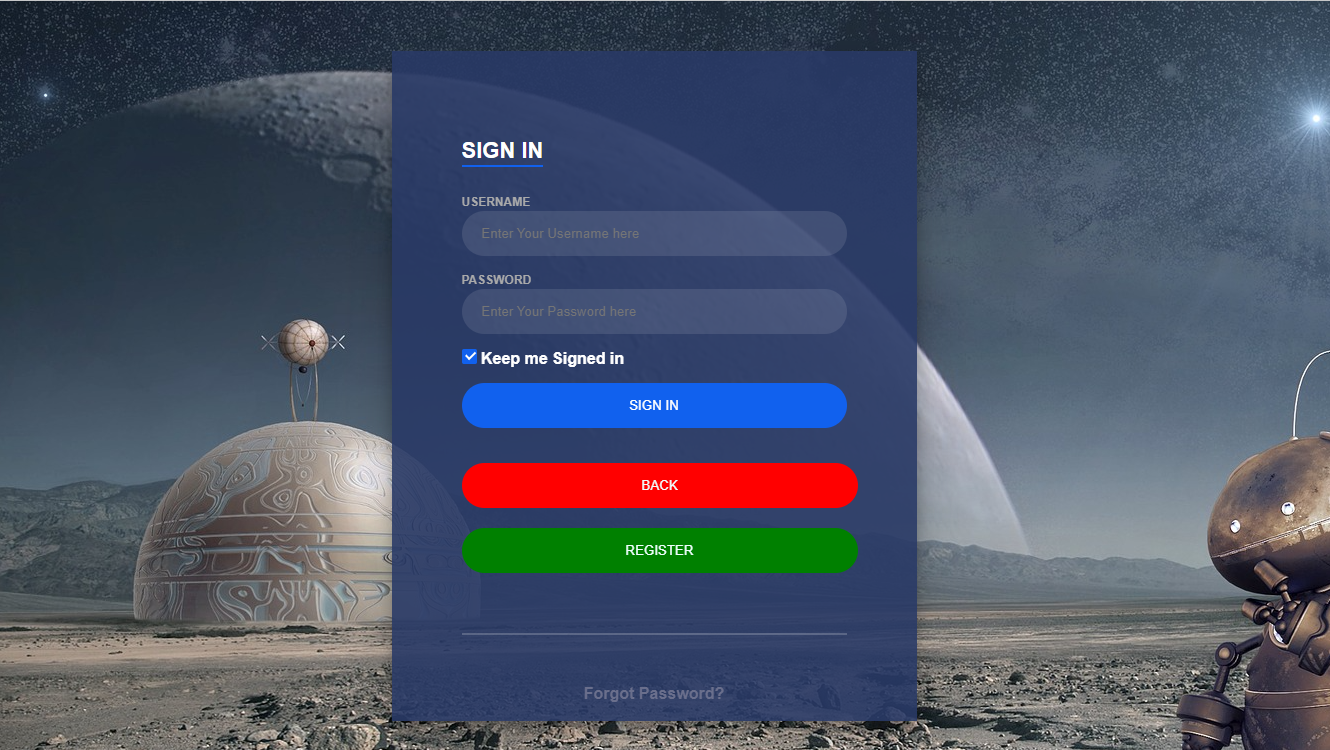 SIGN IN
USERNAME
Enter Your Username here
PASSWORD
Enter Your Password here
Keep me Signed in
SIGN IN
BACK
REGISTER
Forgot Password?